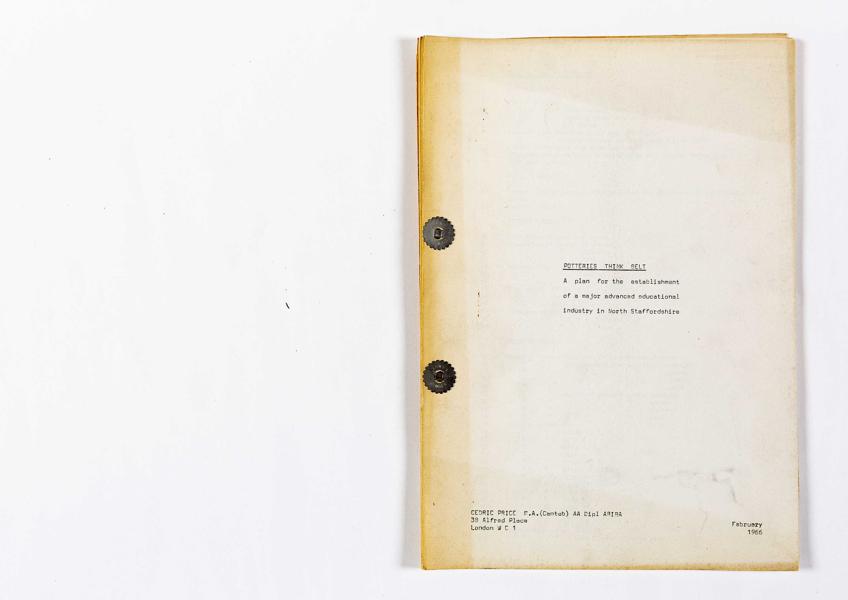 POTTERIES THINK BELT
A plan for the establishment
of a major advanced educational
industry in North Staffordshire
CEDRIC PRICE M.A.(Cantab) AA Dipl ARIBA
38 Alfred Place
London W C 1
February
1966